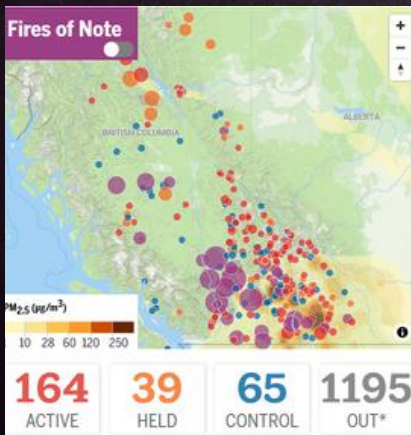 Fires of Note
+
−
BRITISH COLUMBIA
ALBERTA
PM2.5 (µg/m³)
10 28 60 120 250
164 39 65 1195
ACTIVE HELD CONTROL OUT*